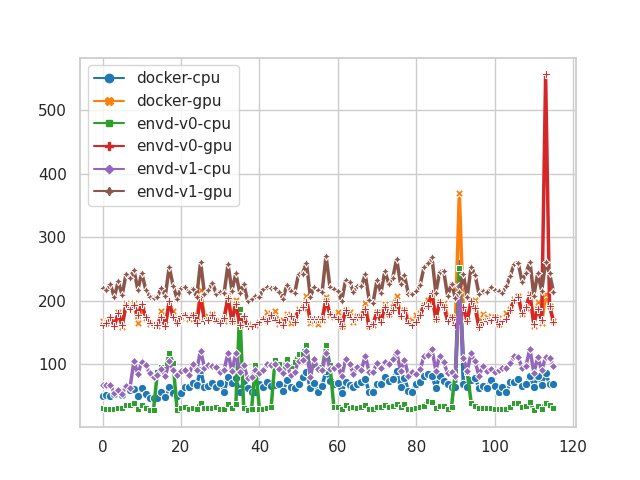 docker-cpu
docker-gpu
envd-v0-cpu
envd-v0-gpu
envd-v1-cpu
envd-v1-gpu
500
400
300
200
100
0 20 40 60 80 100 120